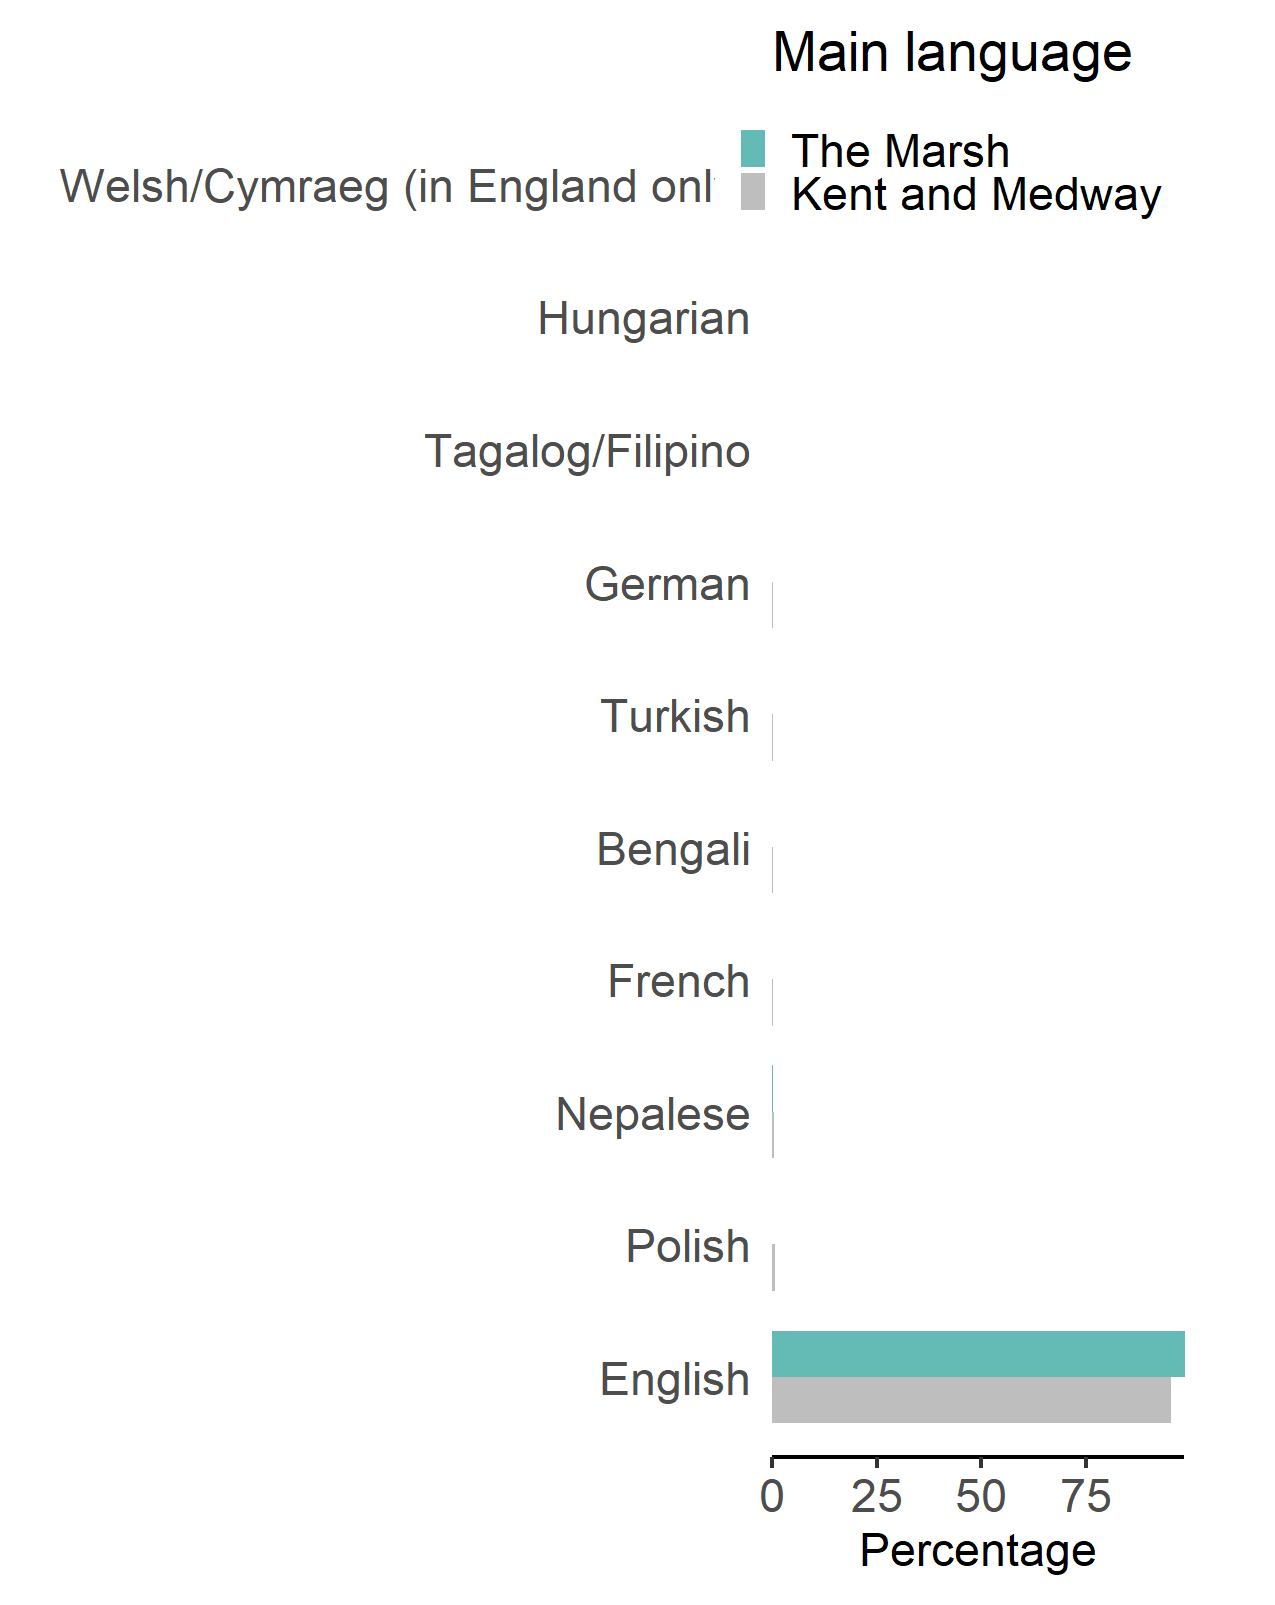 Main language
The Marsh
Kent and Medway
Welsh/Cymraeg (in England
Hungarian
Tagalog/Filipino
German
Turkish
Bengali
French
Nepalese
Polish
English
0 25 50 75
Percentage